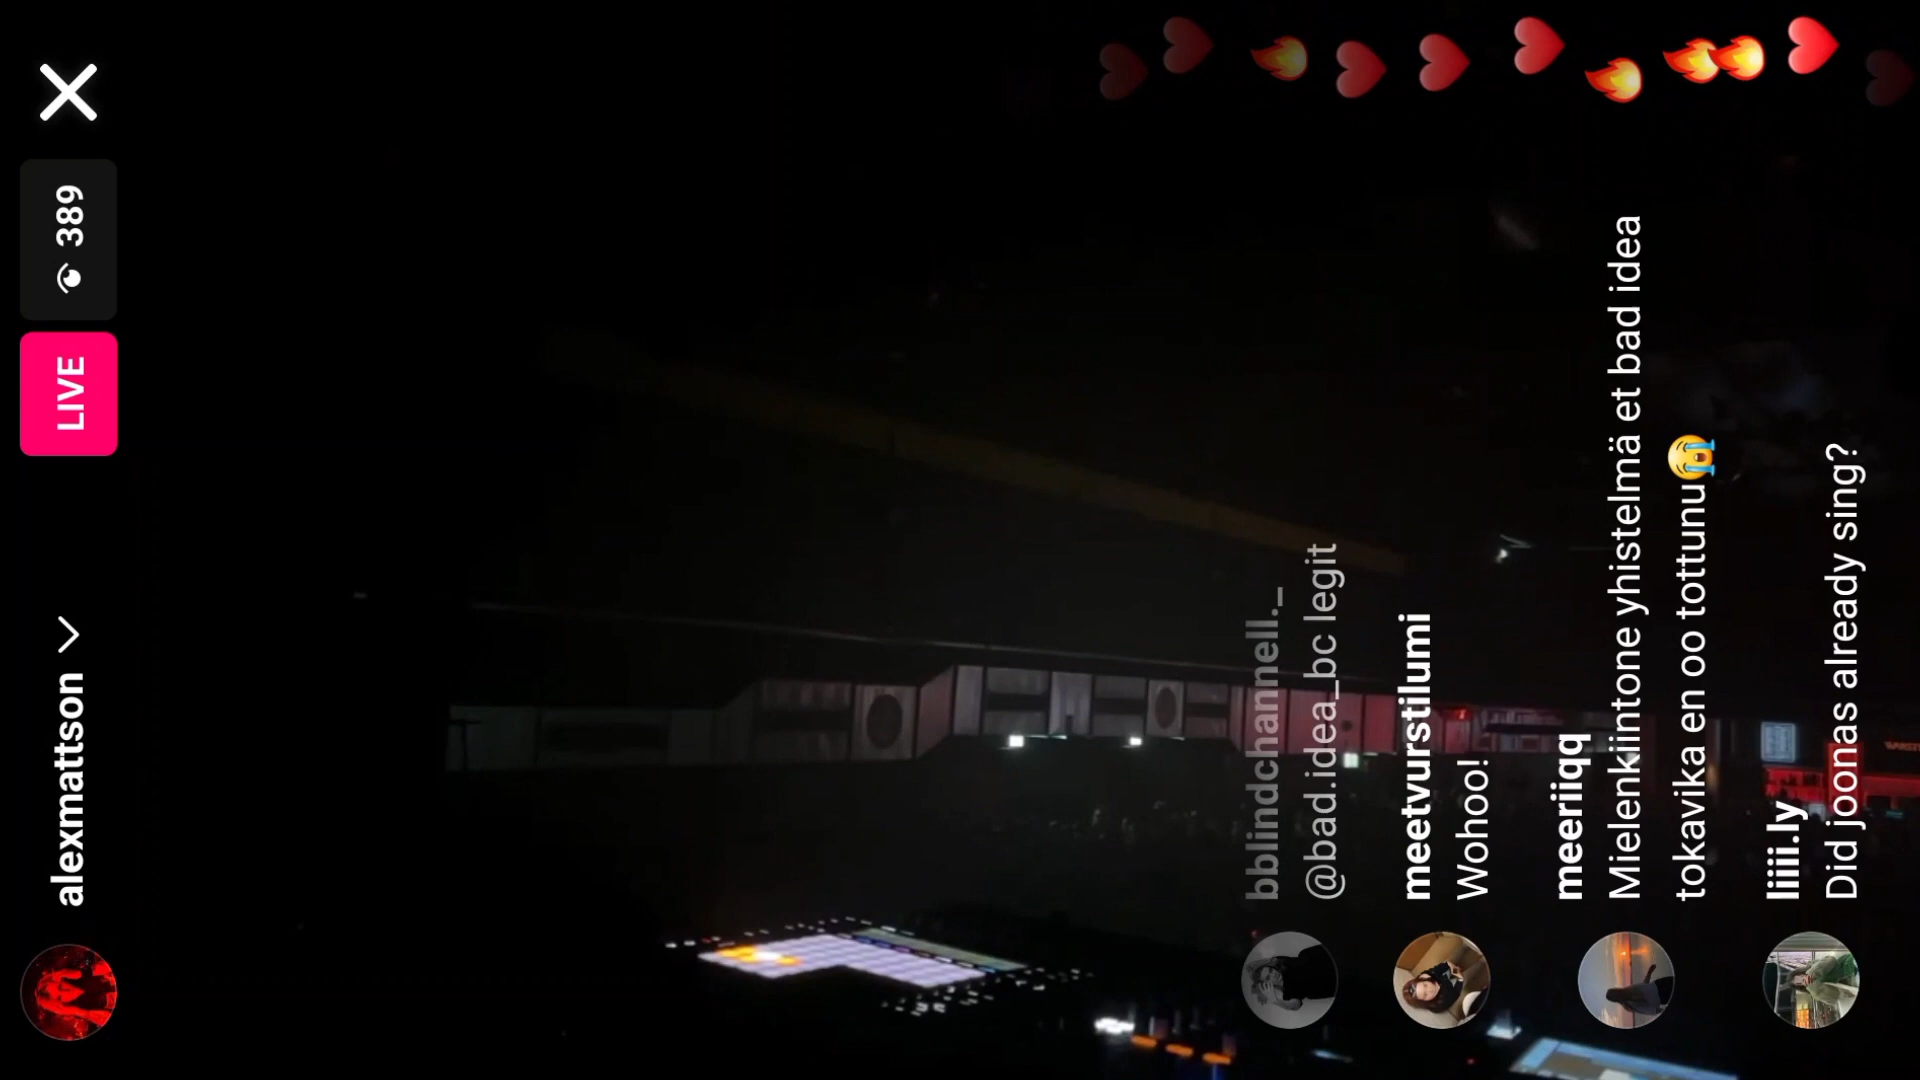 alexmattson
LIVE
389
bblindchannell._
@bad.idea_bc legit
meetvurstilumi
Wohoo!
meeriiqq
Mielenkiintone yhistelmä et bad idea
tokavika en oo tottunu😭
liiiii.ly
Did joonas already sing?